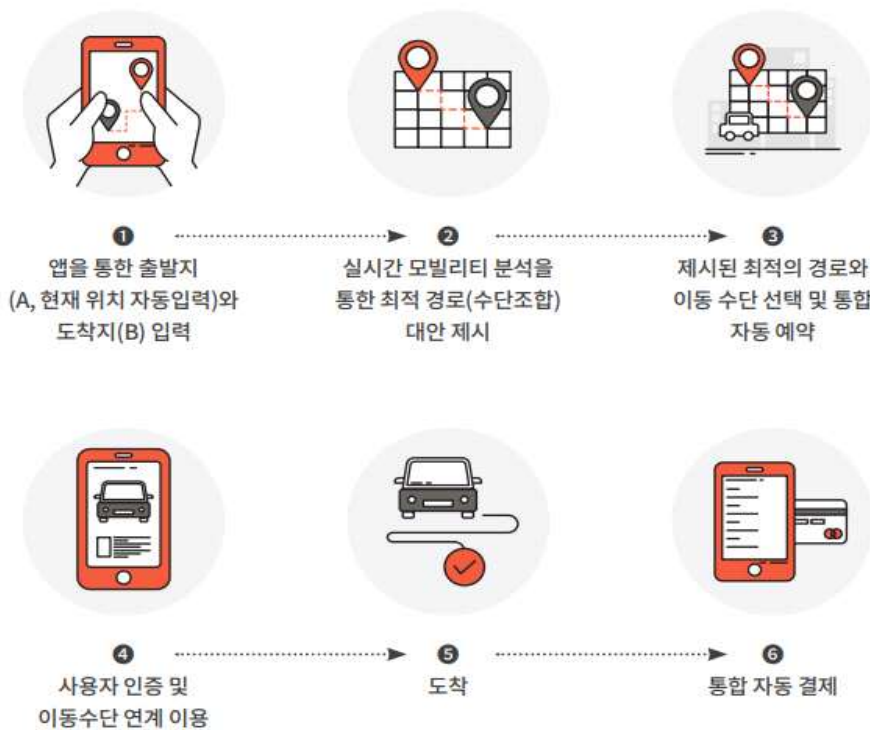 ❶
앱을 통한 출발지
(A, 현재 위치 자동입력)와
도착지(B) 입력
❷
실시간 모빌리티 분석을
통한 최적 경로(수단조합)
대안 제시
❸
제시된 최적의 경로와
이동 수단 선택 및 통합
자동 예약
❹
사용자 인증 및
이동수단 연계 이용
❺
도착
❻
통합 자동 결제